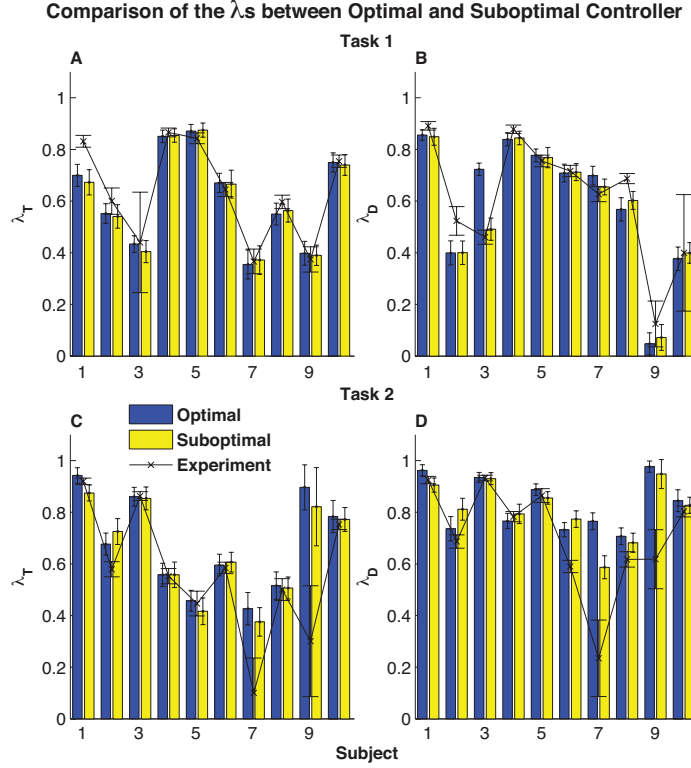 Comparison of the λs between Optimal and Suboptimal Controller
Task 1
A
B
1
0.8
0.6
0.4
0.2
0
λT
1 3 5 7 9
1
0.8
0.6
0.4
0.2
0
λD
1 3 5 7 9
Task 2
C
D
Optimal
Suboptimal
Experiment
1
0.8
0.6
0.4
0.2
0
λT
1 3 5 7 9
1
0.8
0.6
0.4
0.2
0
λD
1 3 5 7 9
Subject